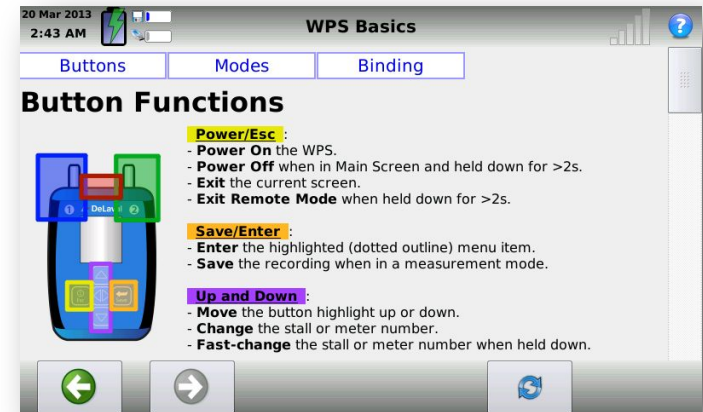 20 Mar 2013
2:43 AM
WPS Basics
?
Buttons
Modes
Binding
Button Functions
Power/Esc :
- Power On the WPS.
- Power Off when in Main Screen and held down for >2s.
- Exit the current screen.
- Exit Remote Mode when held down for >2s.
1 DeLaval 2
Save/Enter :
- Enter the highlighted (dotted outline) menu item.
- Save the recording when in a measurement mode.
Up and Down :
- Move the button highlight up or down.
- Change the stall or meter number.
- Fast-change the stall or meter number when held down.